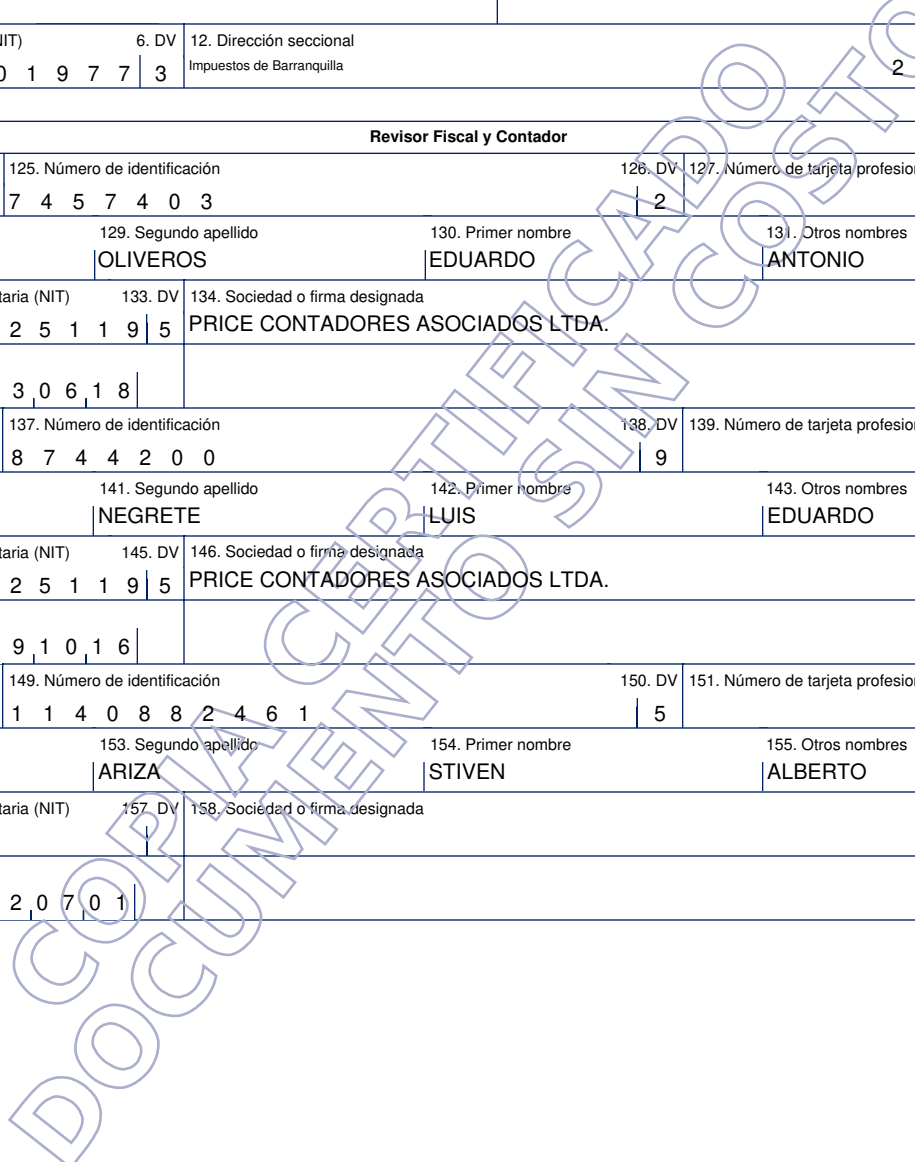 NIT) 6. DV 12. Dirección seccional
0 1 9 7 7 3 Impuestos de Barranquilla 2
Revisor Fiscal y Contador
125. Número de identificación 126. DV 127. Número de tarjeta profesion
7 4 5 7 4 0 3 2
129. Segundo apellido 130. Primer nombre 131. Otros nombres
OLIVEROS EDUARDO ANTONIO
taria (NIT) 133. DV 134. Sociedad o firma designada
2 5 1 1 9 5 PRICE CONTADORES ASOCIADOS LTDA.
3 0 6 1 8
137. Número de identificación 138. DV 139. Número de tarjeta profesion
8 7 4 4 2 0 0 9
141. Segundo apellido 142. Primer nombre 143. Otros nombres
NEGRETE LUIS EDUARDO
taria (NIT) 145. DV 146. Sociedad o firma designada
2 5 1 1 9 5 PRICE CONTADORES ASOCIADOS LTDA.
9 1 0 1 6
149. Número de identificación 150. DV 151. Número de tarjeta profesion
1 1 4 0 8 8 2 4 6 1 5
153. Segundo apellido 154. Primer nombre 155. Otros nombres
ARIZA STIVEN ALBERTO
taria (NIT) 157. DV 158. Sociedad o firma designada
2 0 7 0 1
COPIA CERTIFICADO
DOCUMENTO SIN COSTO